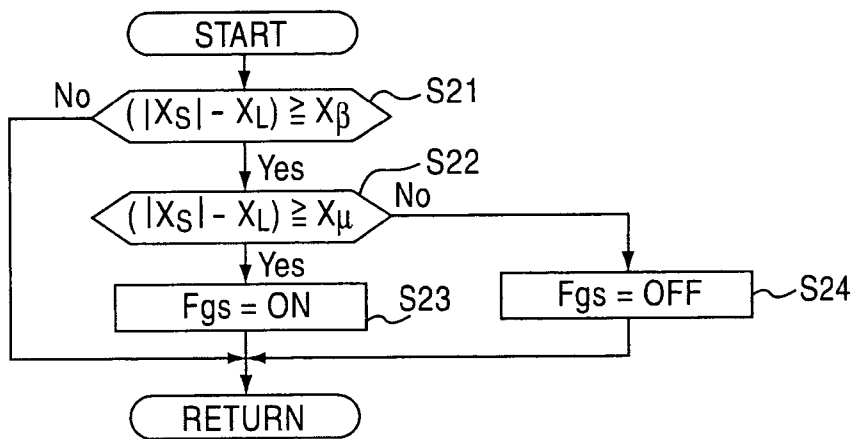 START
No
(|XS| - XL) ≧ Xβ
S21
Yes
S22
(|XS| - XL) ≧ Xμ
No
Yes
Fgs = ON
S23
Fgs = OFF
S24
RETURN